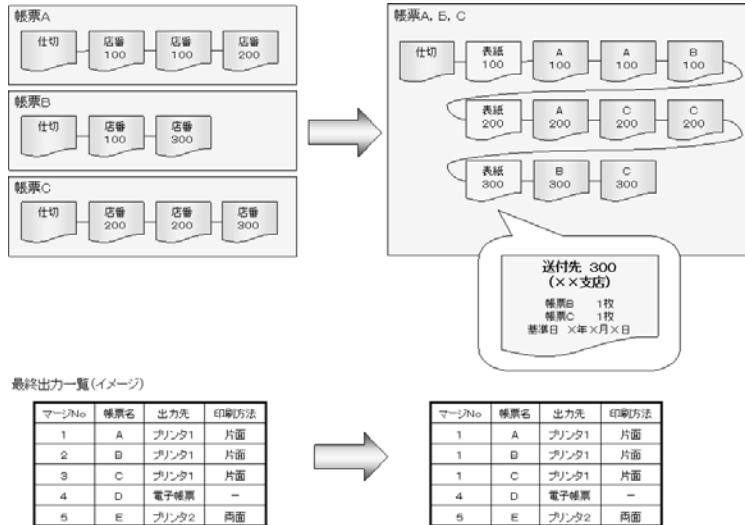 帳票A
仕切 店番 100 店番 100 店番 200
帳票B
仕切 店番 100 店番 300
帳票C
仕切 店番 200 店番 200 店番 300
帳票A, B, C
仕切 表紙 100 A 100 A 100 B 100
表紙 200 A 200 C 200 C 200
表紙 300 B 300 C 300
送付先 300
(××支店)
帳票B 1枚
帳票C 1枚
基準日 ×年×月×日
最終出力一覧(イメージ)
マージNo 帳票名 出力先 印刷方法
1 A プリンタ1 片面
2 B プリンタ1 片面
3 C プリンタ1 片面
4 D 電子帳票 −
5 E プリンタ2 両面
マージNo 帳票名 出力先 印刷方法
1 A プリンタ1 片面
1 B プリンタ1 片面
1 C プリンタ1 片面
4 D 電子帳票 −
5 E プリンタ2 両面